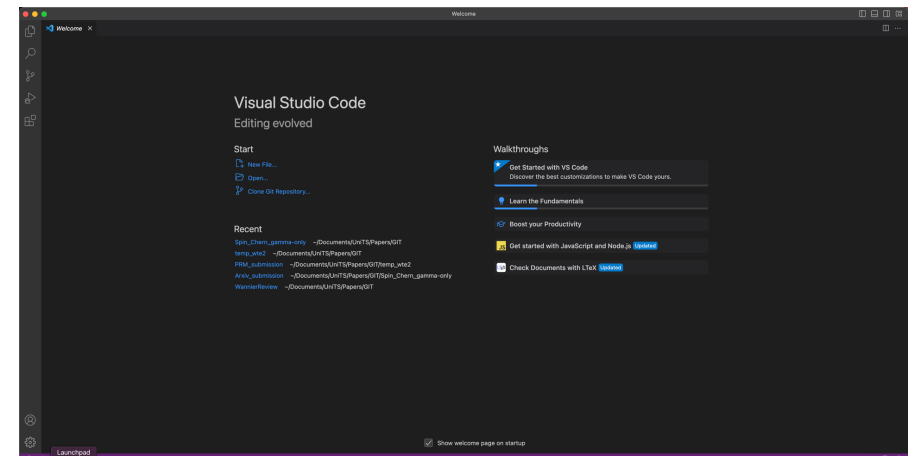 Welcome
Welcome
Visual Studio Code
Editing evolved
Start
New File...
Open...
Clone Git Repository...
Recent
Spin_Chern_gamma-only ~/Documents/UniTS/Papers/GIT
temp_wte2 ~/Documents/UniTS/Papers/GIT
PRM_submission ~/Documents/UniTS/Papers/GIT/temp_wte2
Arxiv_submission ~/Documents/UniTS/Papers/GIT/Spin_Chern_gamma-only
WannierReview ~/Documents/UniTS/Papers/GIT
Walkthroughs
Get Started with VS Code
Discover the best customizations to make VS Code yours.
Learn the Fundamentals
Boost your Productivity
JS Get started with JavaScript and Node.js Updated
Check Documents with LTeX Updated
Show welcome page on startup
Launchpad